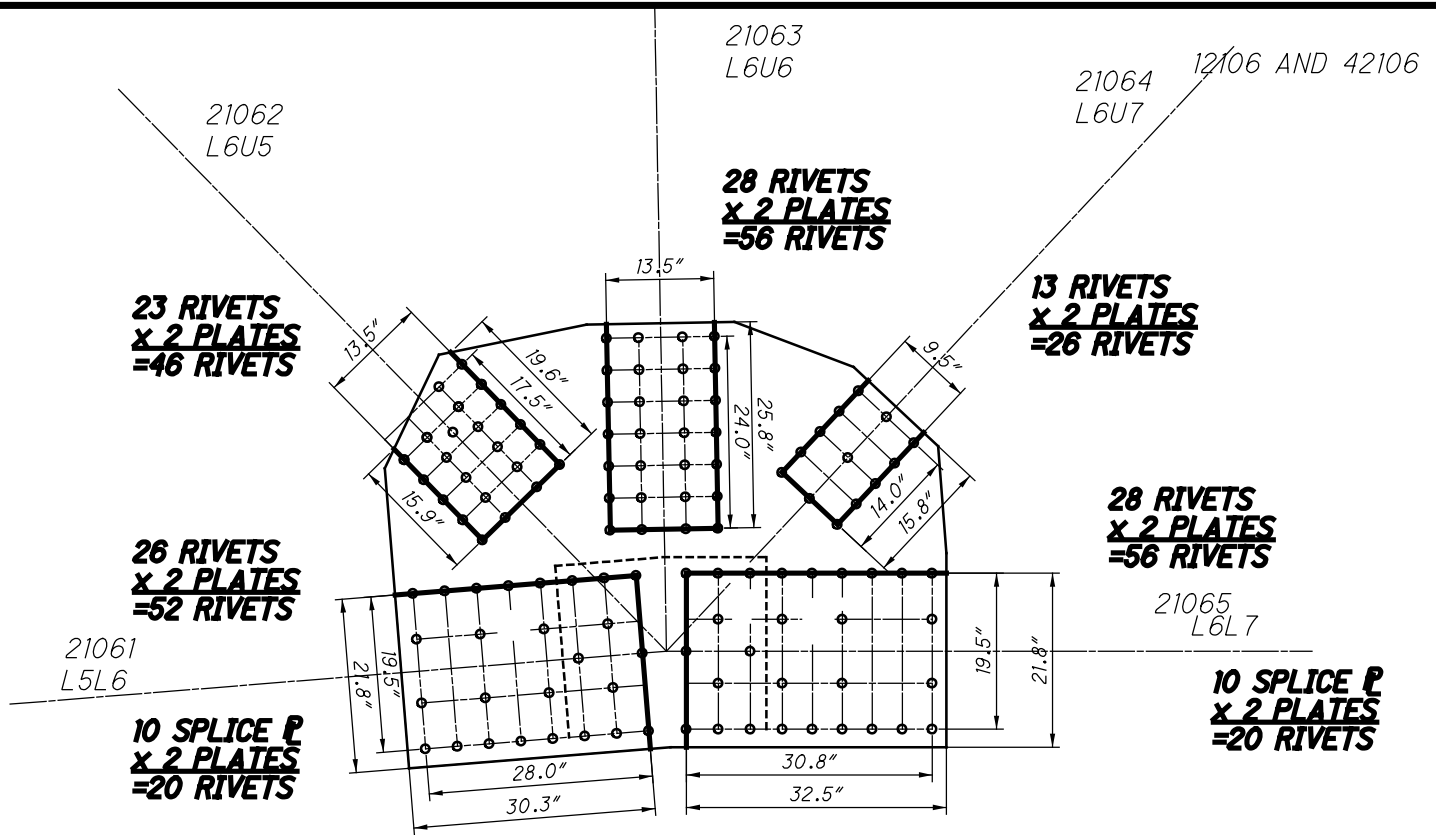 21063
L6U6
12106 AND 42106
21064
L6U7
21062
L6U5
28 RIVETS
x 2 PLATES
=56 RIVETS
13.5"
23 RIVETS
x 2 PLATES
=46 RIVETS
13 RIVETS
x 2 PLATES
=26 RIVETS
13.5"
19.6"
17.5"
15.9"
25.8"
24.0"
9.5"
14.0"
15.8"
26 RIVETS
x 2 PLATES
=52 RIVETS
28 RIVETS
x 2 PLATES
=56 RIVETS
21061
L5L6
21065
L6L7
21.8"
19.5"
19.5"
21.8"
10 SPLICE ℄
x 2 PLATES
=20 RIVETS
10 SPLICE ℄
x 2 PLATES
=20 RIVETS
28.0"
30.3"
30.8"
32.5"